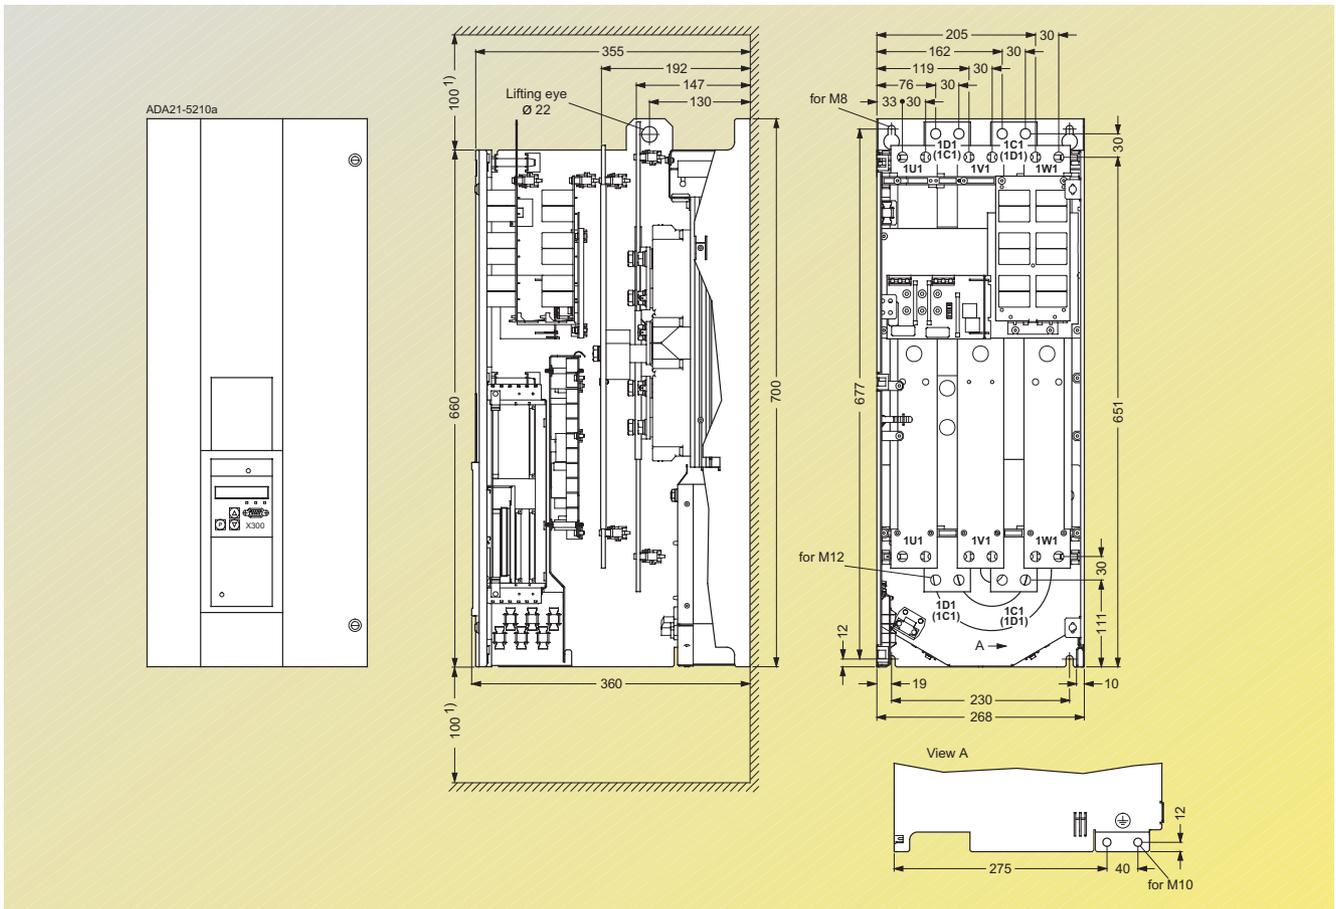 ADA21-5210a
P
X300
100 1)
355
192
147
130
Lifting eye
Ø 22
660
700
360
100 1)
205
30
162
30
119
30
76
30
33
30
for M8
30
1D1
(1C1)
1C1
(1D1)
1U1
1V1
1W1
677
651
1U1
1V1
1W1
for M12
30
1D1
(1C1)
1C1
(1D1)
111
12
A
19
10
230
268
View A
12
275
40
for M10